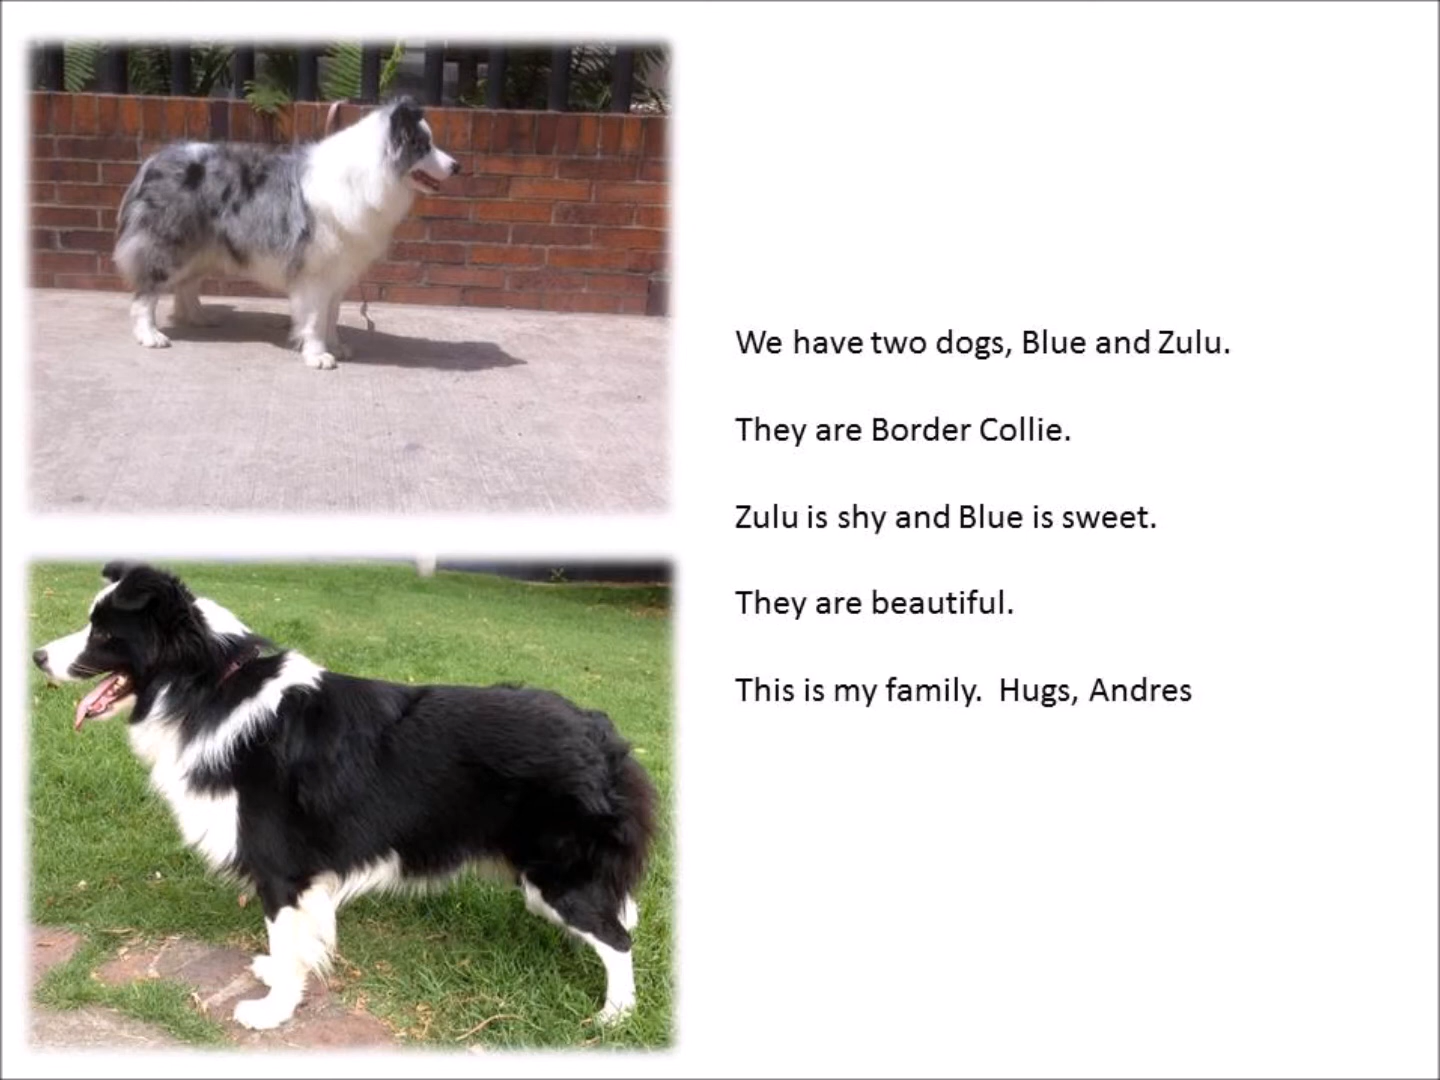 We have two dogs, Blue and Zulu.
They are Border Collie.
Zulu is shy and Blue is sweet.
They are beautiful.
This is my family.  Hugs, Andres